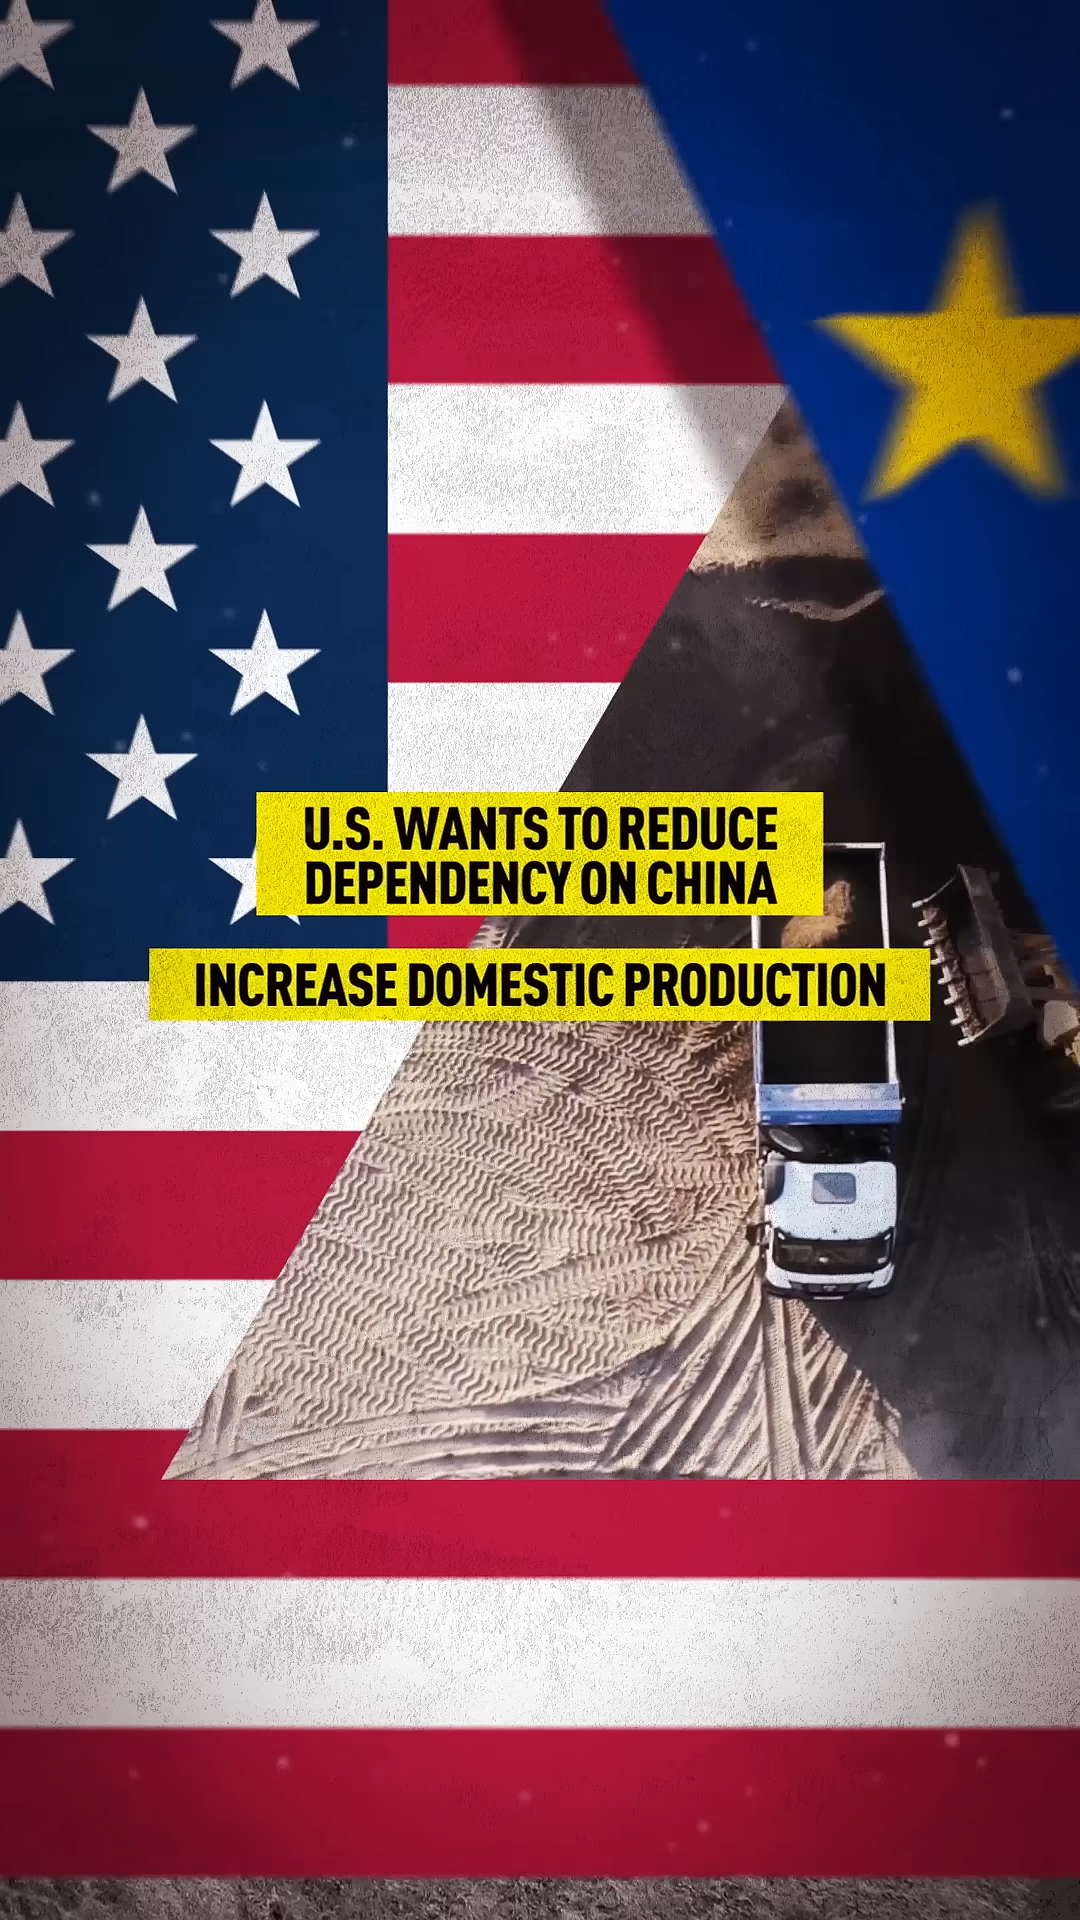 U.S. WANTS TO REDUCE
DEPENDENCY ON CHINA
INCREASE DOMESTIC PRODUCTION